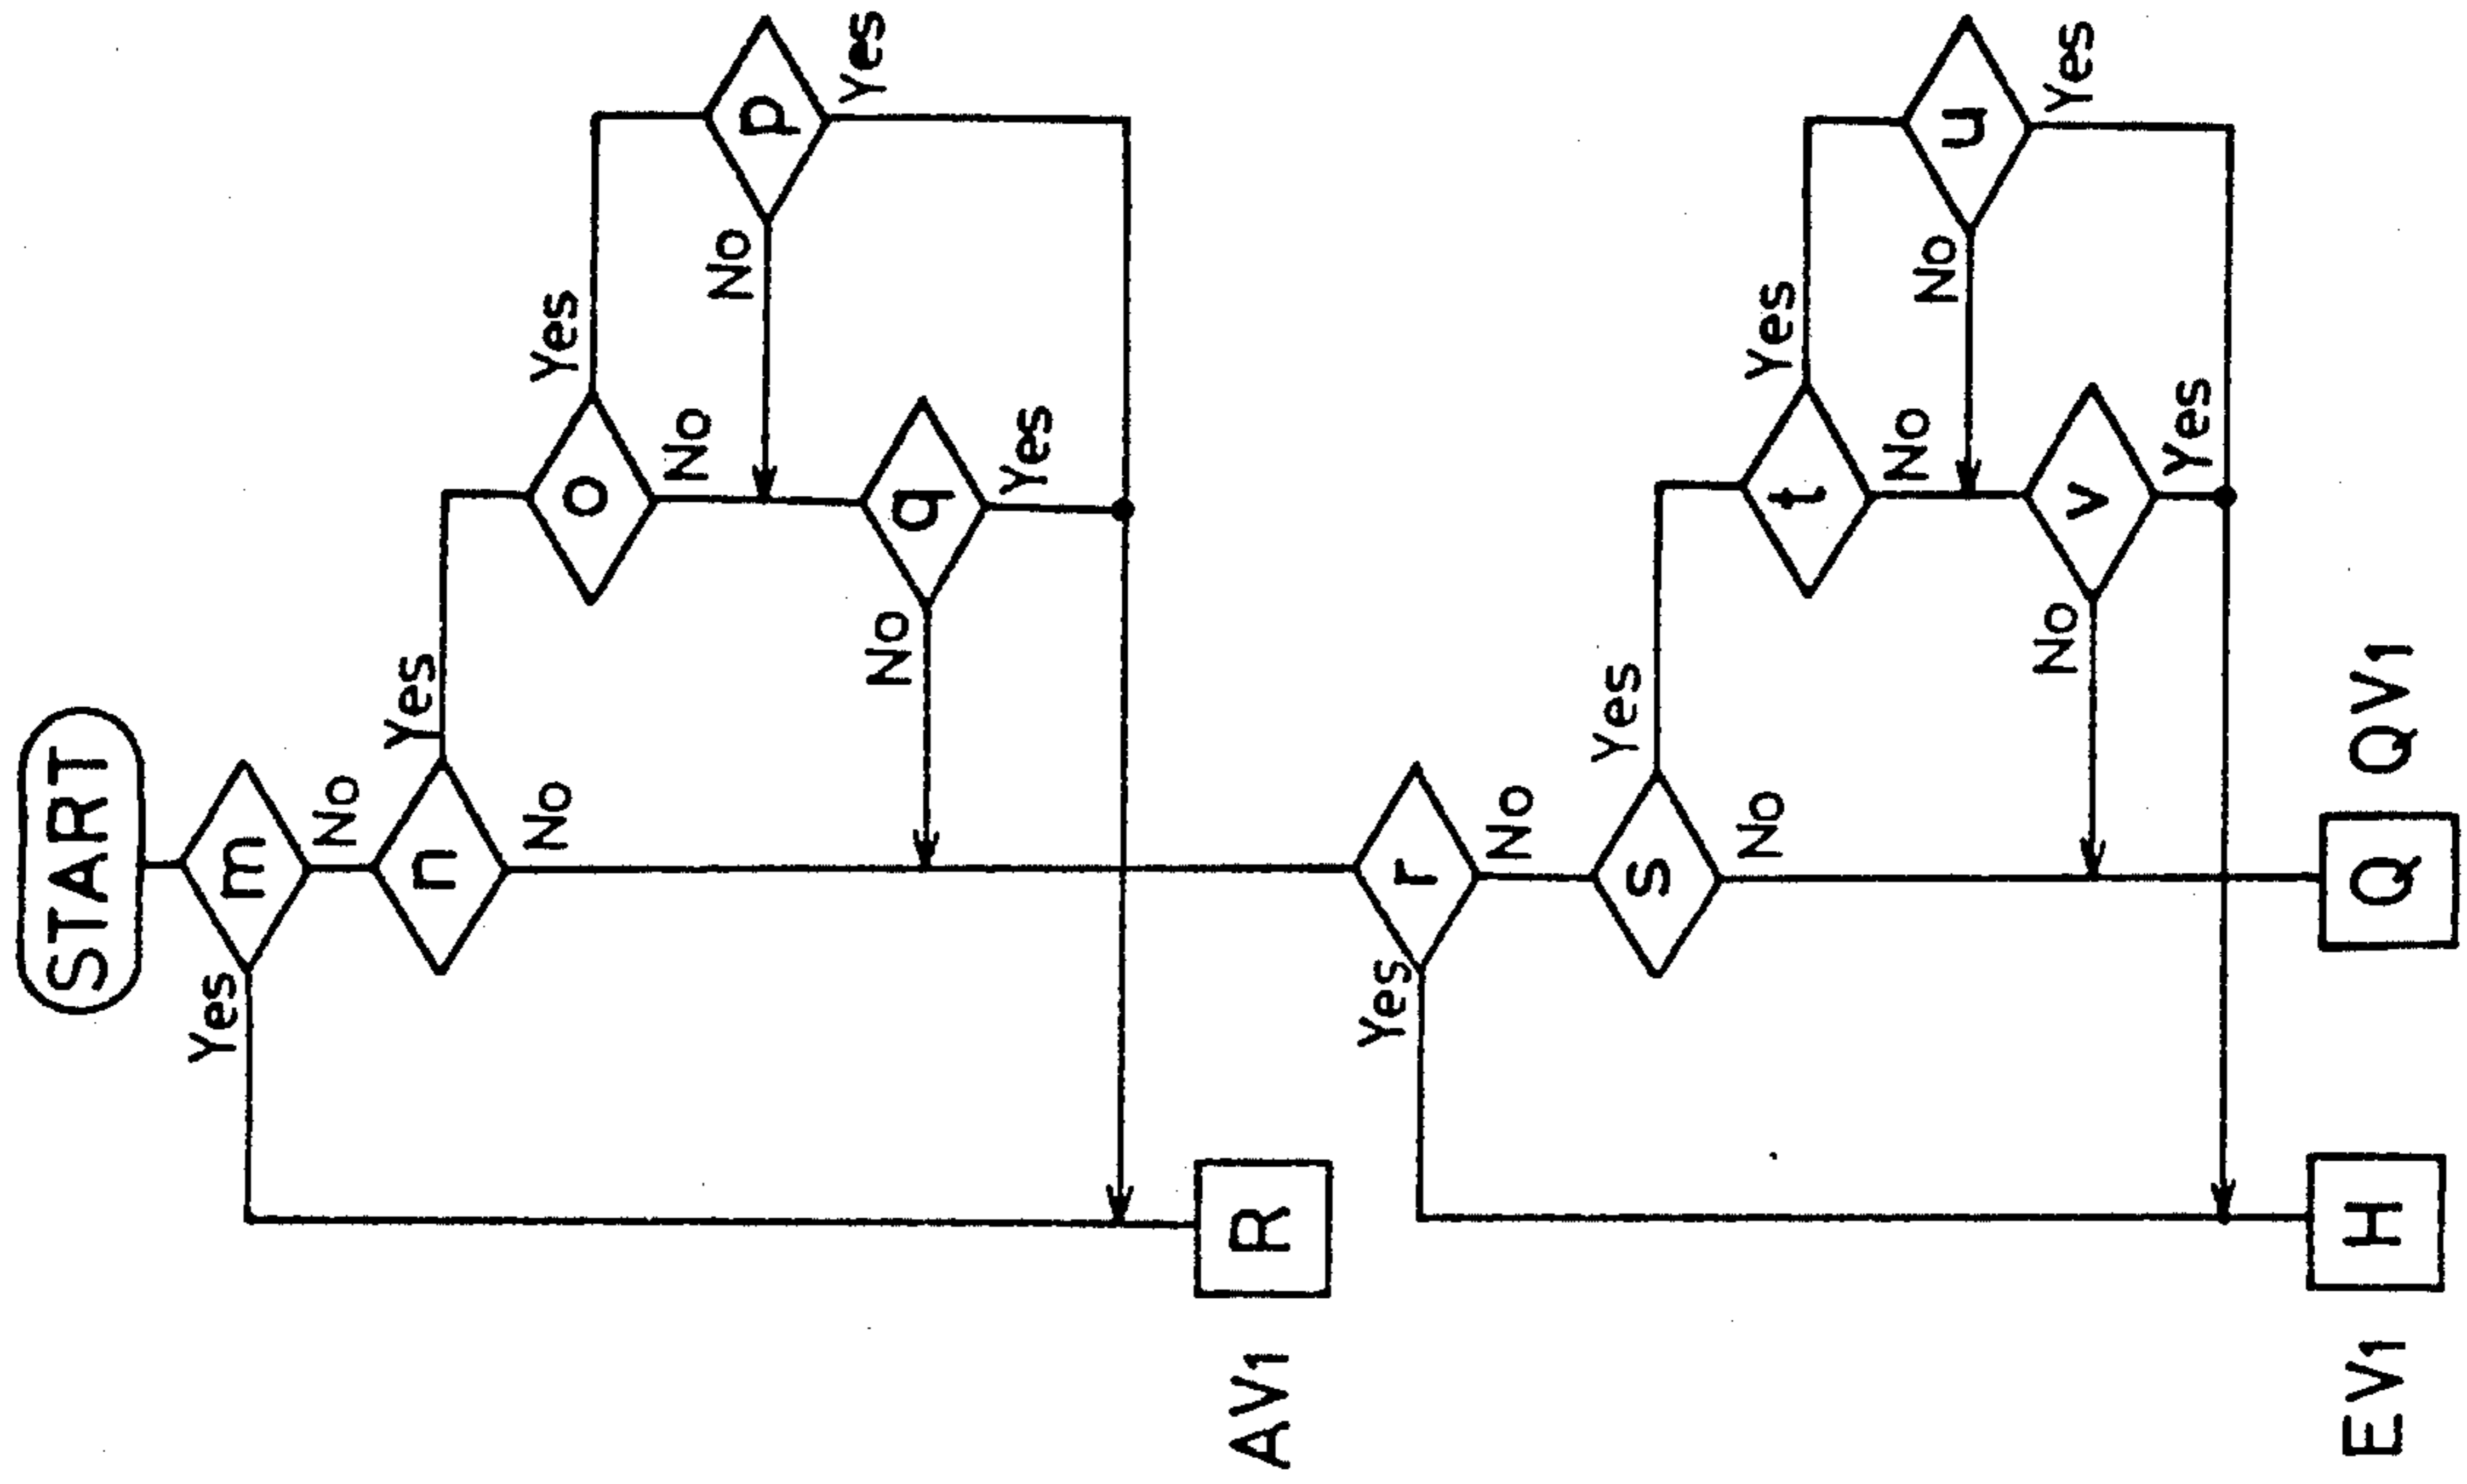 START
m
Yes
No
n
Yes
No
o
Yes
No
p
No
Yes
q
No
Yes
R
AV1
r
Yes
No
s
Yes
No
t
Yes
No
u
No
Yes
v
No
Yes
H
EV1
Q
QV1